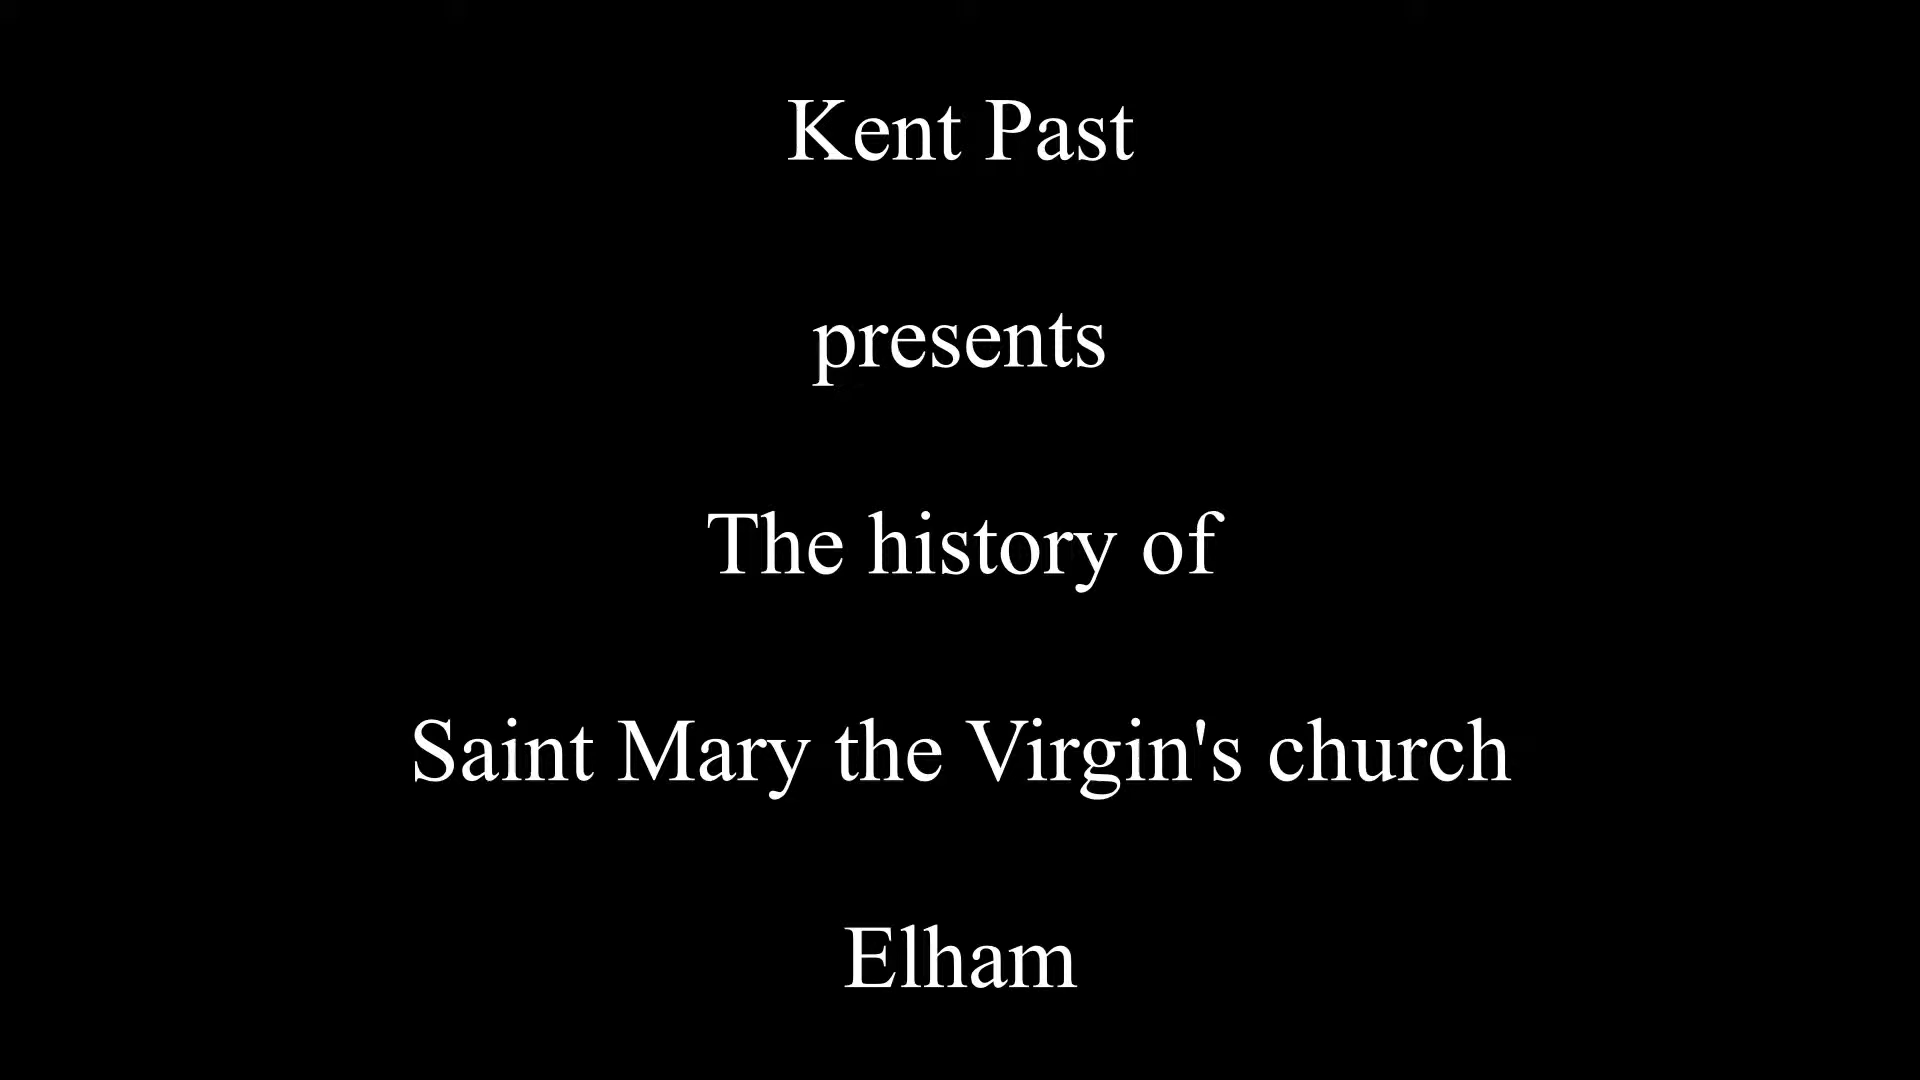 Kent Past
presents
The history of
Saint Mary the Virgin's church
Elham